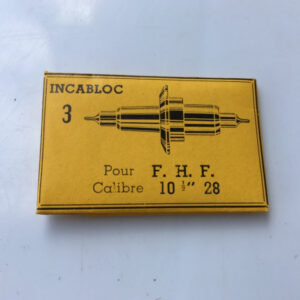 INCABLOC
3
Pour F. H. F.
Calibre 10 ½''' 28